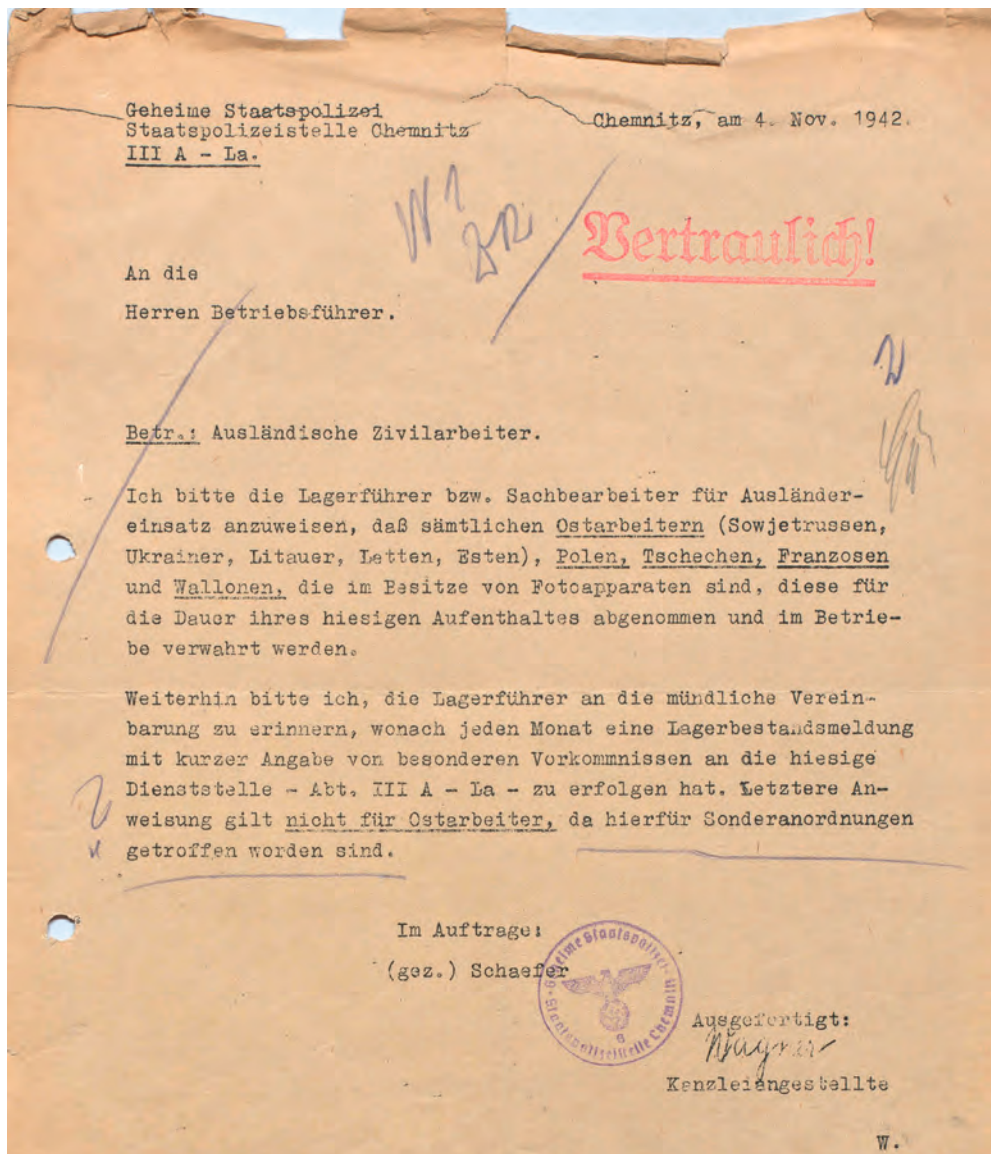 Geheime Staatspolizei
Staatspolizeistelle Chemnitz
III A - La.
Chemnitz, am 4. Nov. 1942.
Vertraulich!
An die
Herren Betriebsführer.
Betr.: Ausländische Zivilarbeiter.
Ich bitte die Lagerführer bzw. Sachbearbeiter für Ausländer-
einsatz anzuweisen, daß sämtlichen Ostarbeitern (Sowjetrussen,
Ukrainer, Litauer, Letten, Esten), Polen, Tschechen, Franzosen
und Wallonen, die im Besitze von Fotoapparaten sind, diese für
die Dauer ihres hiesigen Aufenthaltes abgenommen und im Betrie-
be verwahrt werden.
Weiterhin bitte ich, die Lagerführer an die mündliche Verein-
barung zu erinnern, wonach jeden Monat eine Lagerbestandsmeldung
mit kurzer Angabe von besonderen Vorkommnissen an die hiesige
Dienststelle - Abt. III A - La - zu erfolgen hat. Letztere An-
weisung gilt nicht für Ostarbeiter, da hierfür Sonderanordnungen
getroffen worden sind.
Im Auftrage:
(gez.) Schaefer
Geheime Staatspolizei
Staatspolizeistelle Chemnitz
6
Ausgefertigt:
Wagner
Kanzleiangestellte
W.